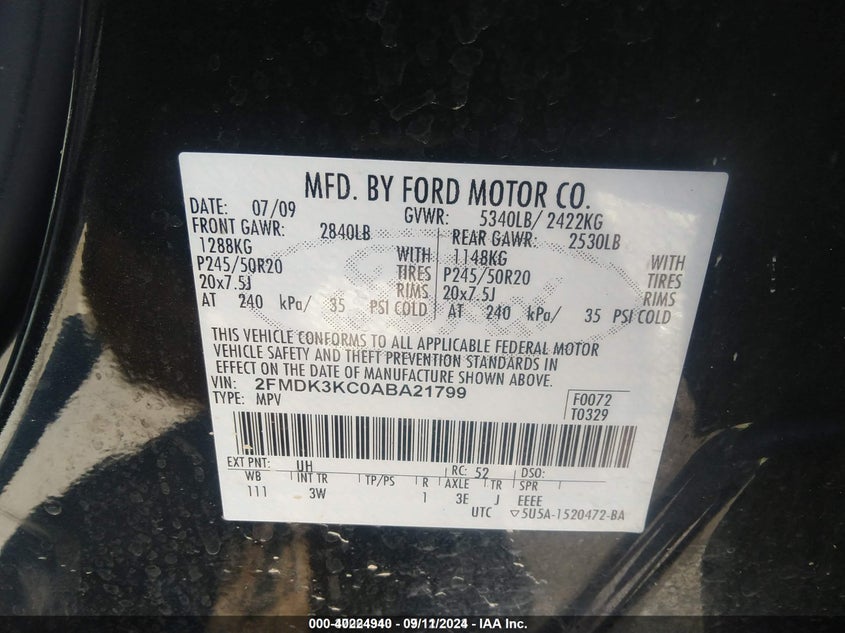 MFD. BY FORD MOTOR CO.
DATE: 07/09 GVWR: 5340LB/ 2422KG
FRONT GAWR: 2840LB REAR GAWR: 2530LB
1288KG WITH 1148KG WITH
P245/50R20 TIRES P245/50R20 TIRES
20x7.5J RIMS 20x7.5J RIMS
AT 240 kPa/ 35 PSI COLD AT 240 kPa/ 35 PSI COLD
THIS VEHICLE CONFORMS TO ALL APPLICABLE FEDERAL MOTOR
VEHICLE SAFETY AND THEFT PREVENTION STANDARDS IN
EFFECT ON THE DATE OF MANUFACTURE SHOWN ABOVE.
VIN: 2FMDK3KC0ABA21799 F0072
TYPE: MPV T0329
EXT PNT: UH RC: 52 DSO:
WB INT TR TP/PS R AXLE TR SPR
111 3W 1 3E J EEEE
UTC ▽5U5A-1520472-BA
000-40224940 - 09/11/2024 - IAA Inc.